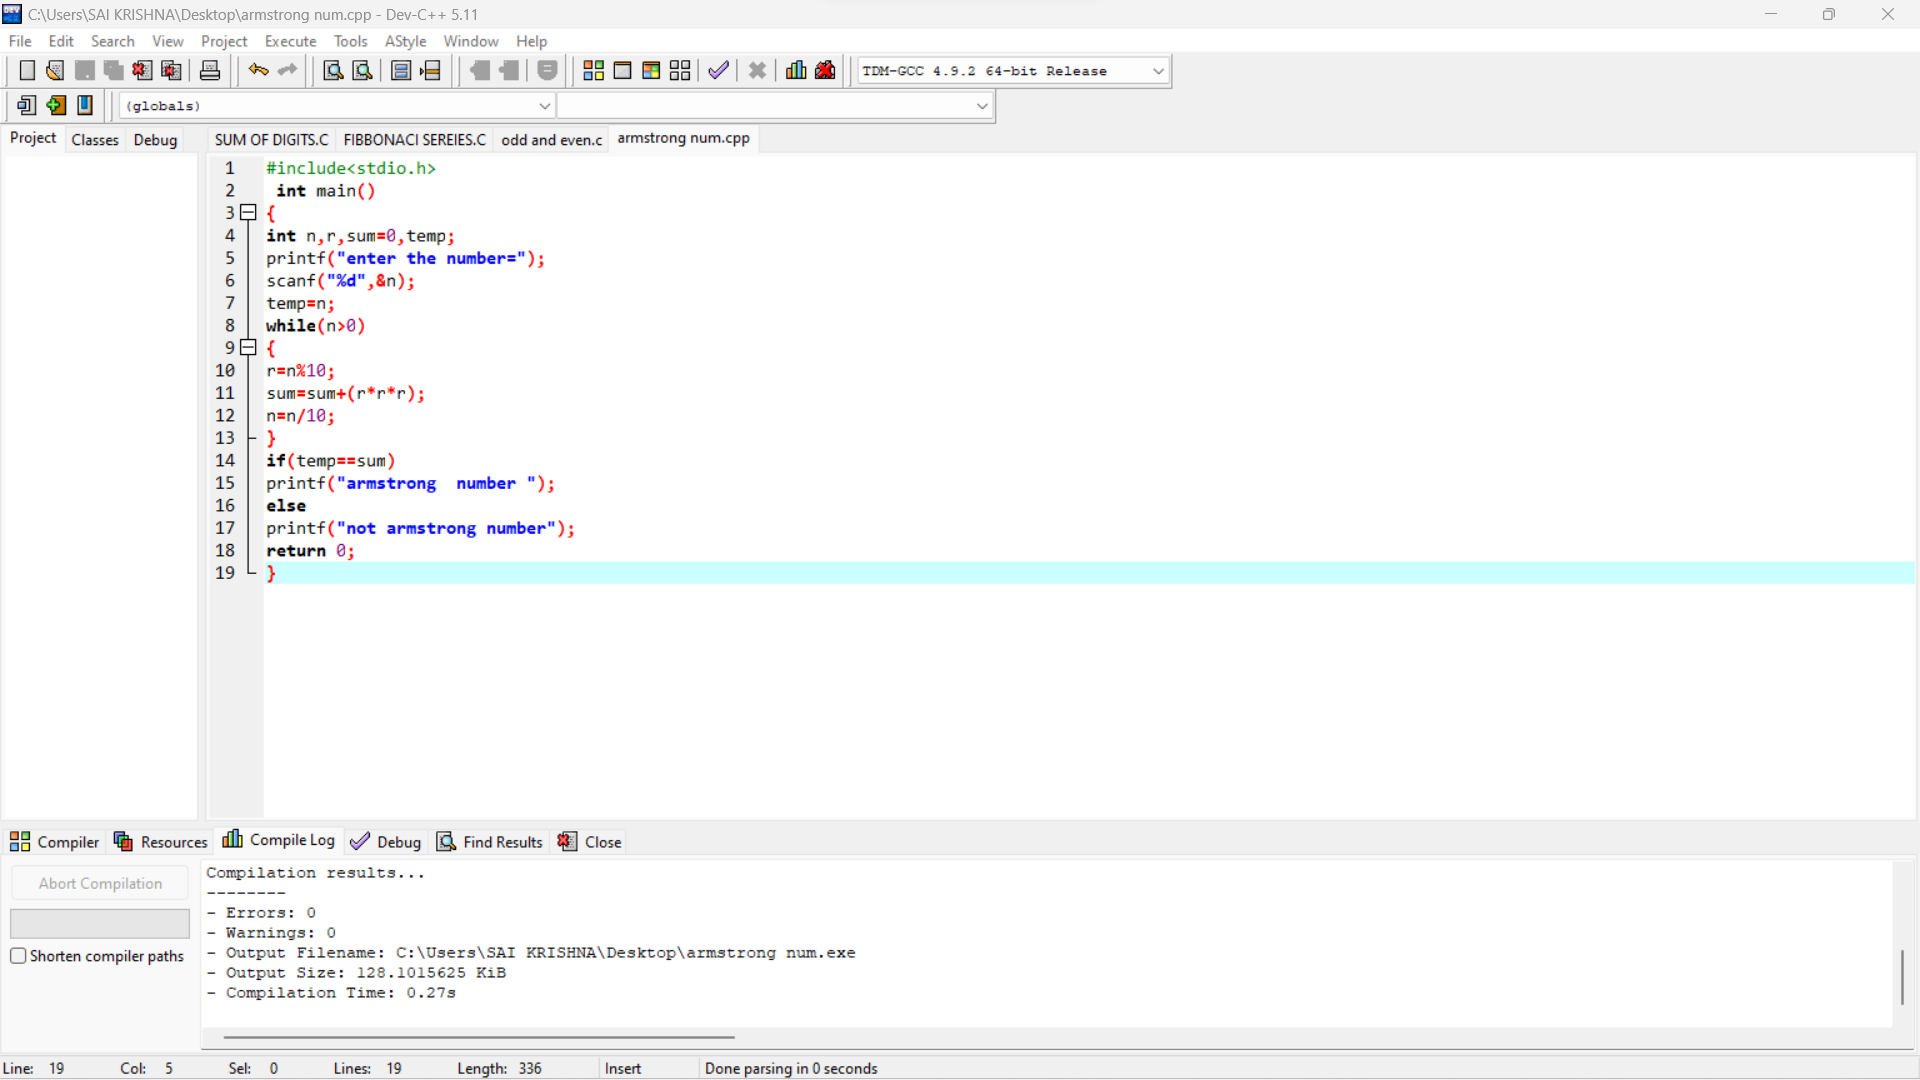 C:\Users\SAI KRISHNA\Desktop\armstrong num.cpp - Dev-C++ 5.11
File Edit Search View Project Execute Tools AStyle Window Help
TDM-GCC 4.9.2 64-bit Release
(globals)
Project Classes Debug SUM OF DIGITS.C FIBBONACI SEREIES.C odd and even.c armstrong num.cpp
1 #include<stdio.h>
2 int main()
3 {
4 int n,r,sum=0,temp;
5 printf("enter the number=");
6 scanf("%d",&n);
7 temp=n;
8 while(n>0)
9 {
10 r=n%10;
11 sum=sum+(r*r*r);
12 n=n/10;
13 }
14 if(temp==sum)
15 printf("armstrong  number ");
16 else
17 printf("not armstrong number");
18 return 0;
19 }
Compiler Resources Compile Log Debug Find Results Close
Abort Compilation
Shorten compiler paths
Compilation results...
--------
- Errors: 0
- Warnings: 0
- Output Filename: C:\Users\SAI KRISHNA\Desktop\armstrong num.exe
- Output Size: 128.1015625 KiB
- Compilation Time: 0.27s
Line: 19 Col: 5 Sel: 0 Lines: 19 Length: 336 Insert Done parsing in 0 seconds